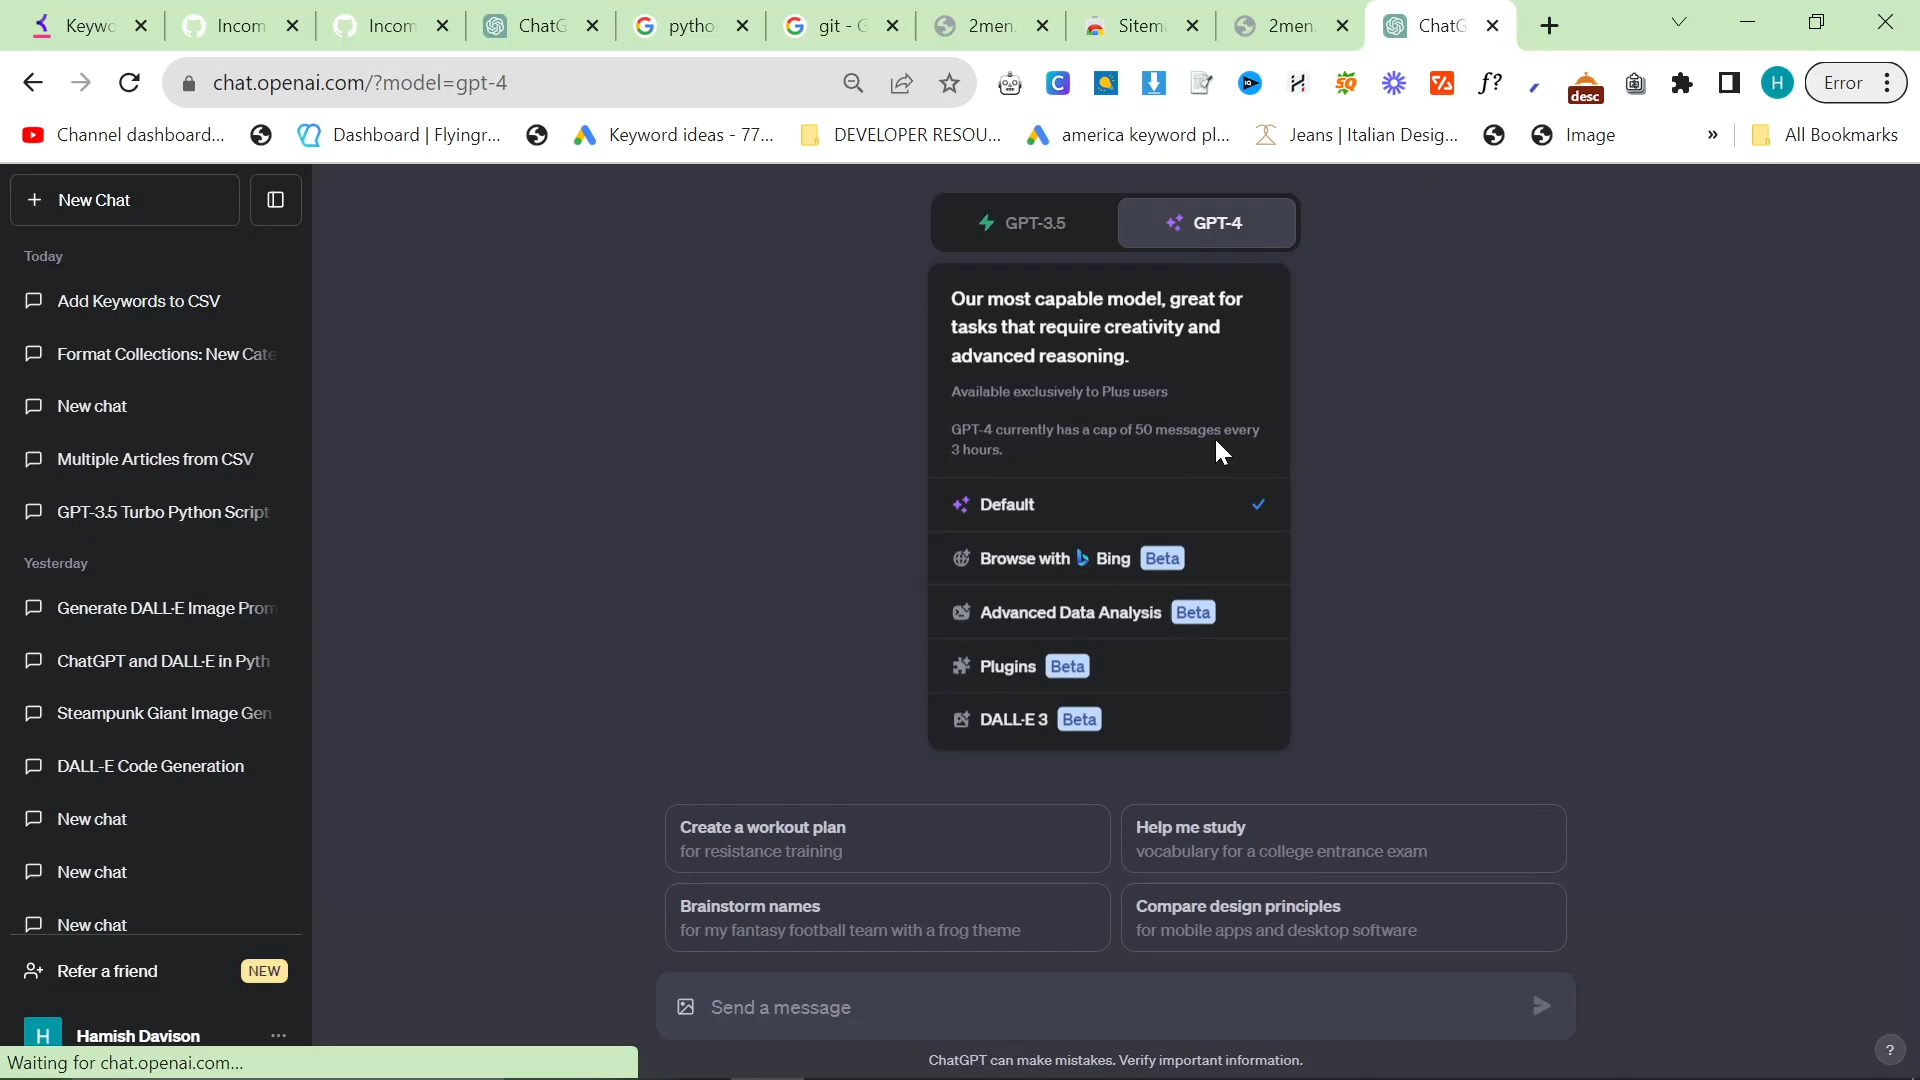 Keywo
Incom
Incom
ChatG
pytho
git - G
2men.
Sitema
2men.
ChatG
chat.openai.com/?model=gpt-4
desc
H
Error
Channel dashboard...
Dashboard | Flyingr...
Keyword ideas - 77...
DEVELOPER RESOU...
america keyword pl...
Jeans | Italian Desig...
Image
»
All Bookmarks
+ New Chat
Today
Add Keywords to CSV
Format Collections: New Cate
New chat
Multiple Articles from CSV
GPT-3.5 Turbo Python Script
Yesterday
Generate DALL·E Image Prom
ChatGPT and DALL·E in Pyth
Steampunk Giant Image Gen
DALL-E Code Generation
New chat
New chat
New chat
Refer a friend NEW
H Hamish Davison ...
Waiting for chat.openai.com...
GPT-3.5
GPT-4
Our most capable model, great for
tasks that require creativity and
advanced reasoning.
Available exclusively to Plus users
GPT-4 currently has a cap of 50 messages every
3 hours.
Default
Browse with Bing Beta
Advanced Data Analysis Beta
Plugins Beta
DALL·E 3 Beta
Create a workout plan
for resistance training
Help me study
vocabulary for a college entrance exam
Brainstorm names
for my fantasy football team with a frog theme
Compare design principles
for mobile apps and desktop software
Send a message
ChatGPT can make mistakes. Verify important information.
?